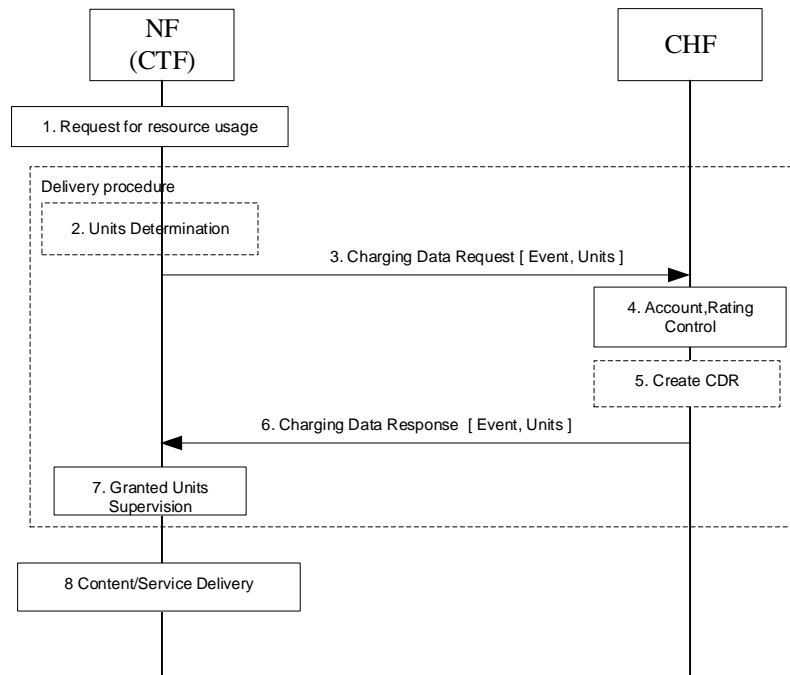 NF
(CTF)
CHF
1. Request for resource usage
Delivery procedure
2. Units Determination
3. Charging Data Request [ Event, Units ]
4. Account,Rating
Control
5. Create CDR
6. Charging Data Response [ Event, Units ]
7. Granted Units
Supervision
8 Content/Service Delivery